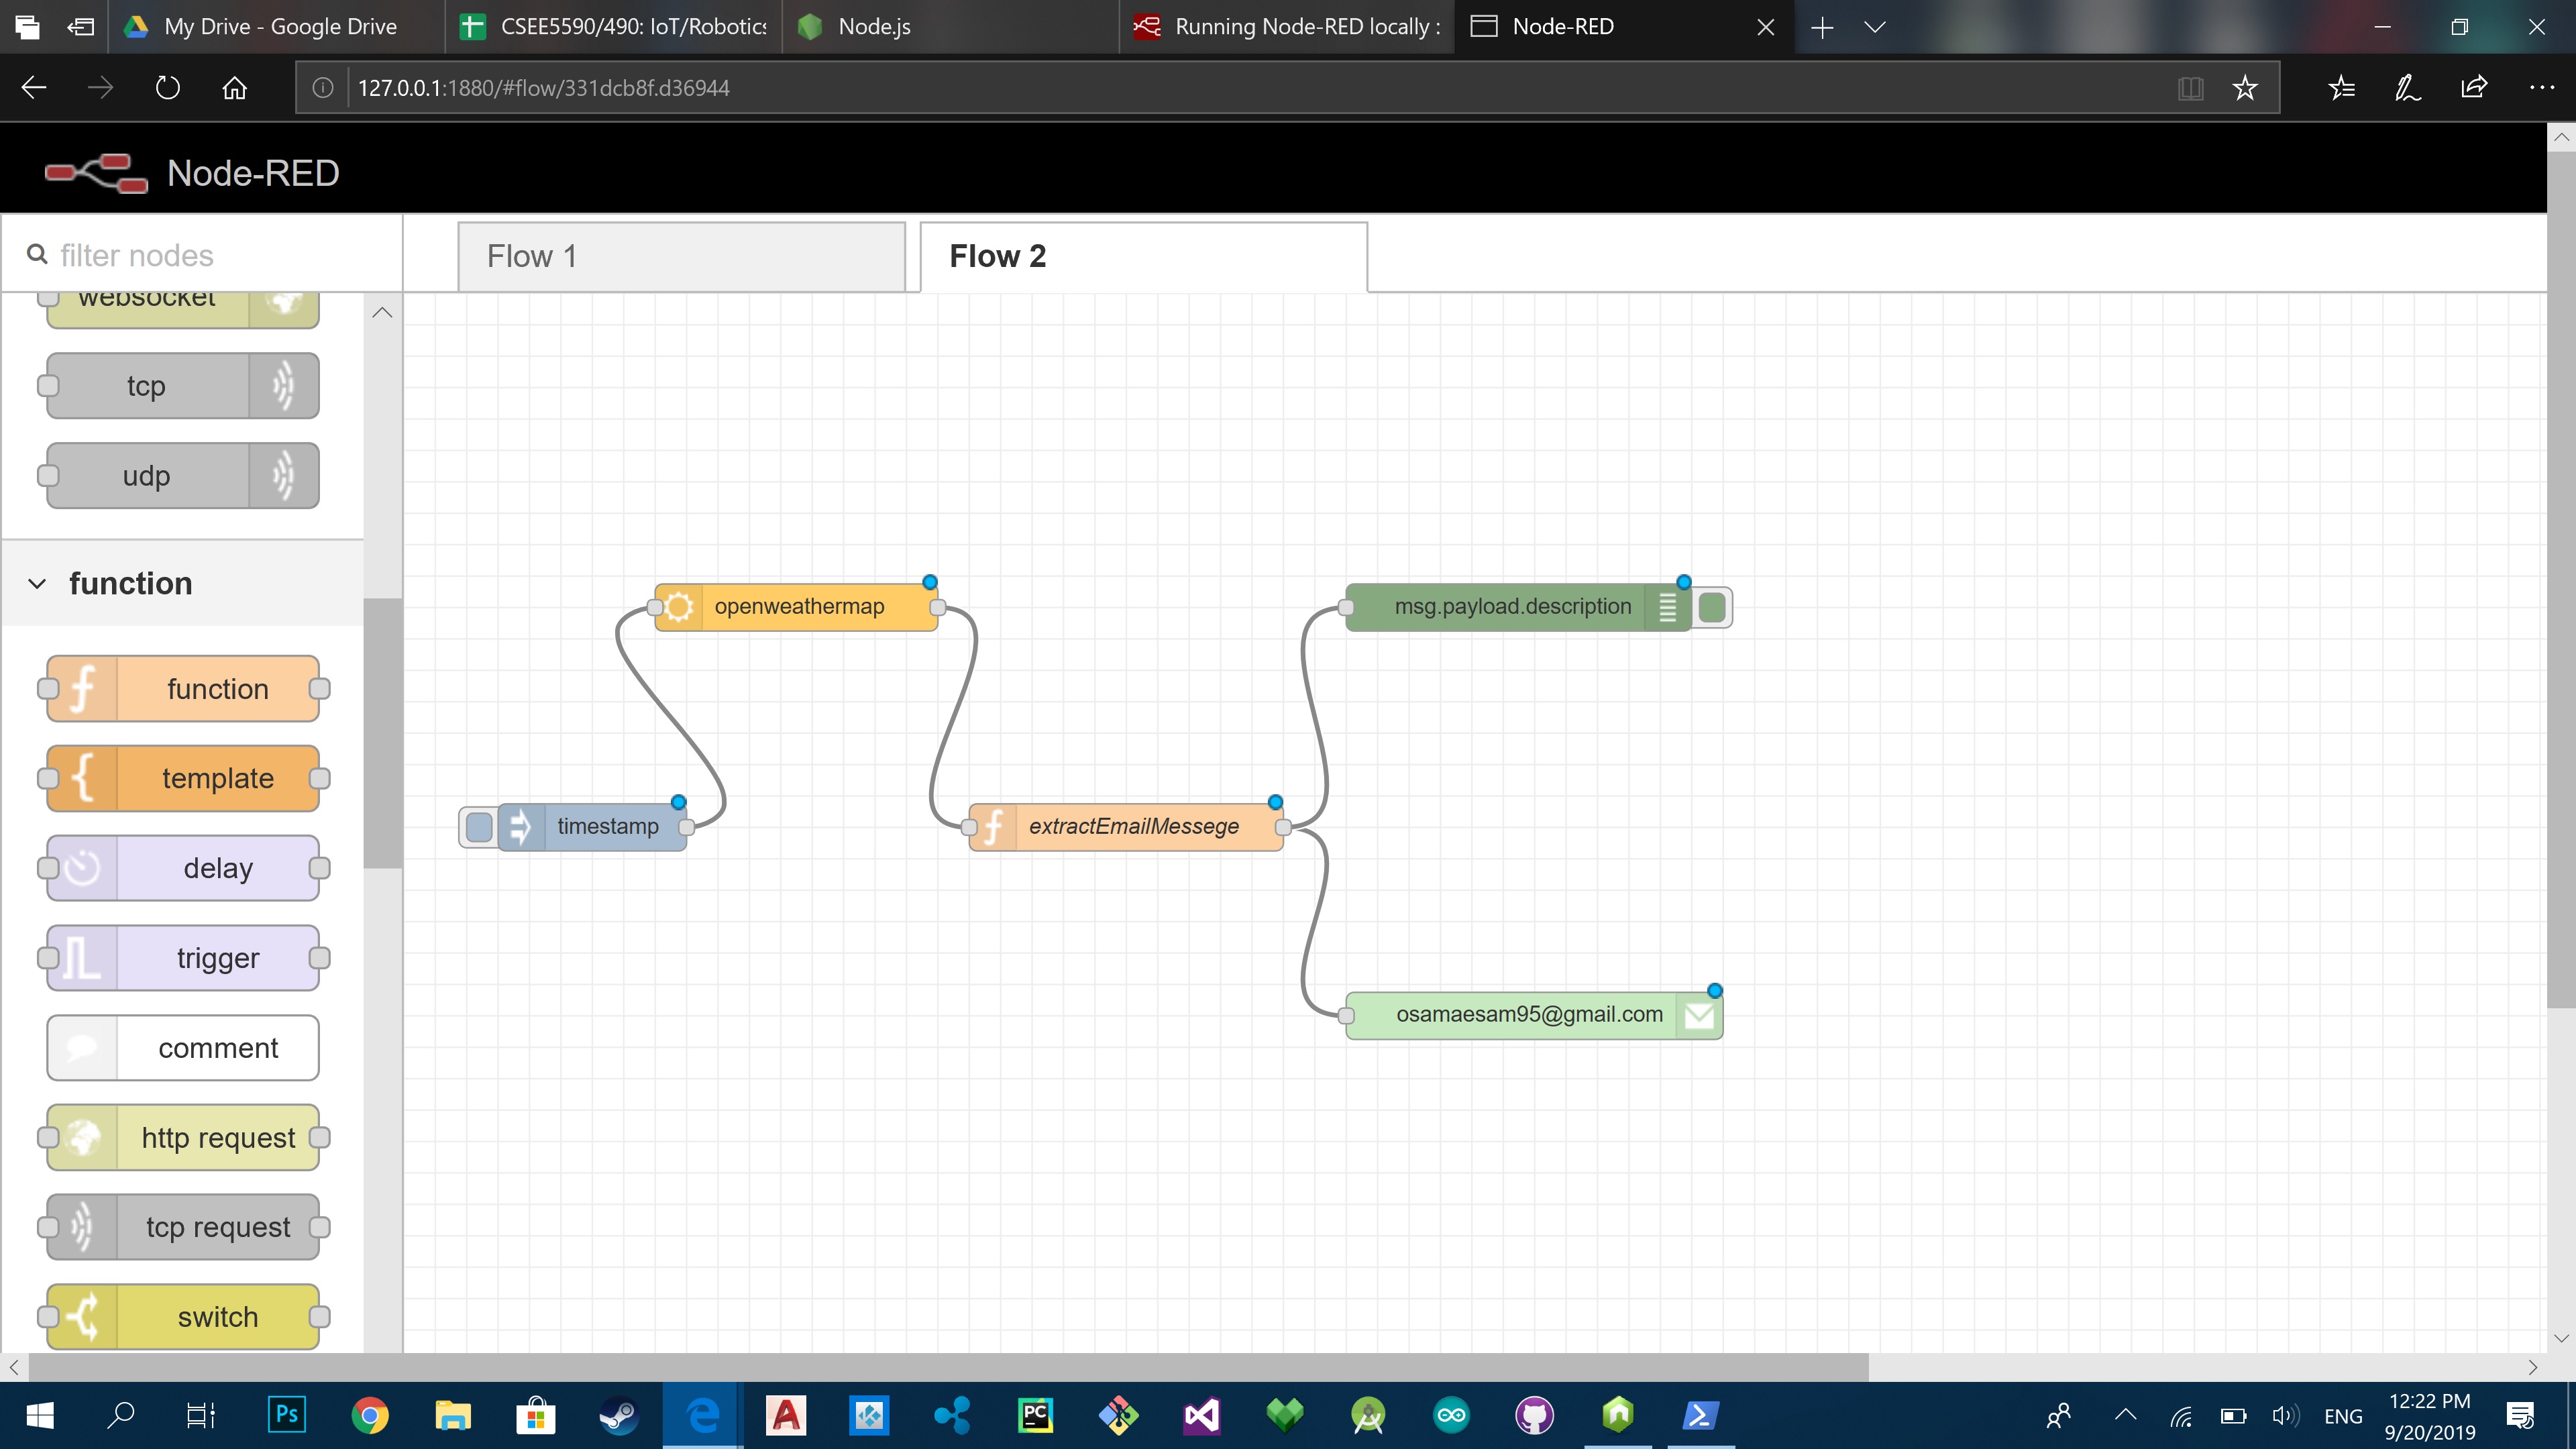 My Drive - Google Drive
CSEE5590/490: IoT/Robotics
Node.js
Running Node-RED locally :
Node-RED
127.0.0.1:1880/#flow/331dcb8f.d36944
Node-RED
filter nodes
Flow 1
Flow 2
websocket
tcp
udp
function
function
template
delay
trigger
comment
http request
tcp request
switch
openweathermap
msg.payload.description
timestamp
extractEmailMessege
osamaesam95@gmail.com
Ps
PC
ENG
12:22 PM
9/20/2019